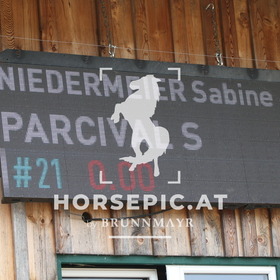 NIEDERMEIER Sabine
PARCIVAL S
#21 0.00
HORSEPIC.AT
By BRUNNMAYR